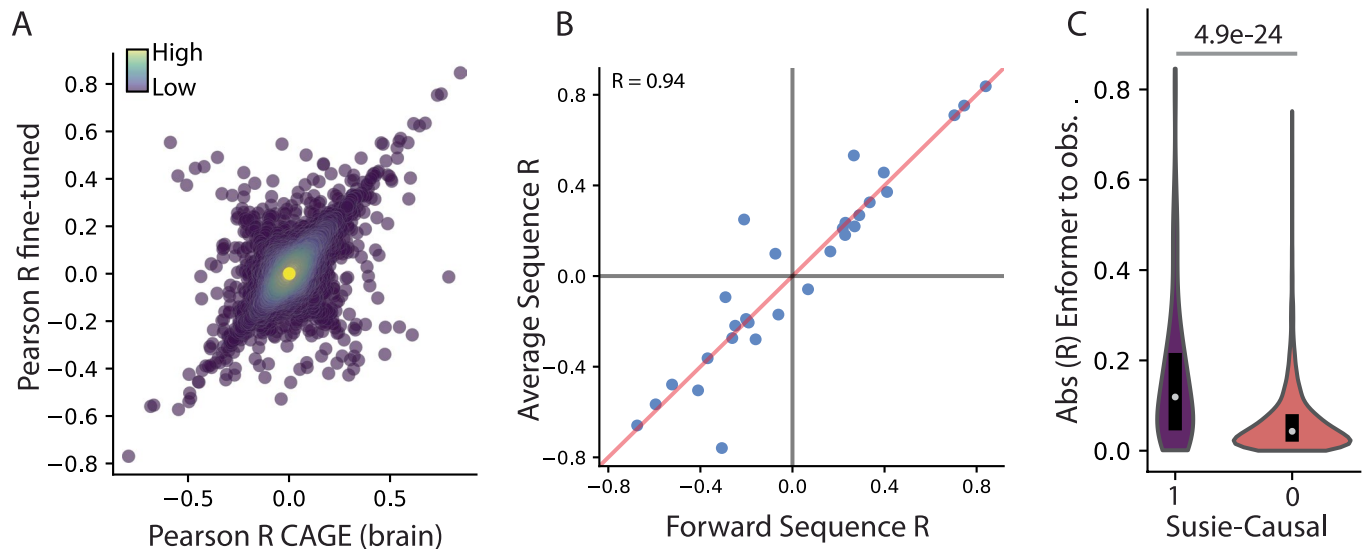 A
High
Low
0.8
0.6
0.4
0.2
0.0
−0.2
−0.4
−0.6
−0.8
Pearson R fine-tuned
−0.5
0.0
0.5
Pearson R CAGE (brain)
B
R = 0.94
0.8
0.4
0.0
−0.4
−0.8
Average Sequence R
−0.8
−0.4
0.0
0.4
0.8
Forward Sequence R
C
4.9e-24
0.8
0.6
0.4
0.2
0.0
Abs (R) Enformer to obs. .
1
0
Susie-Causal